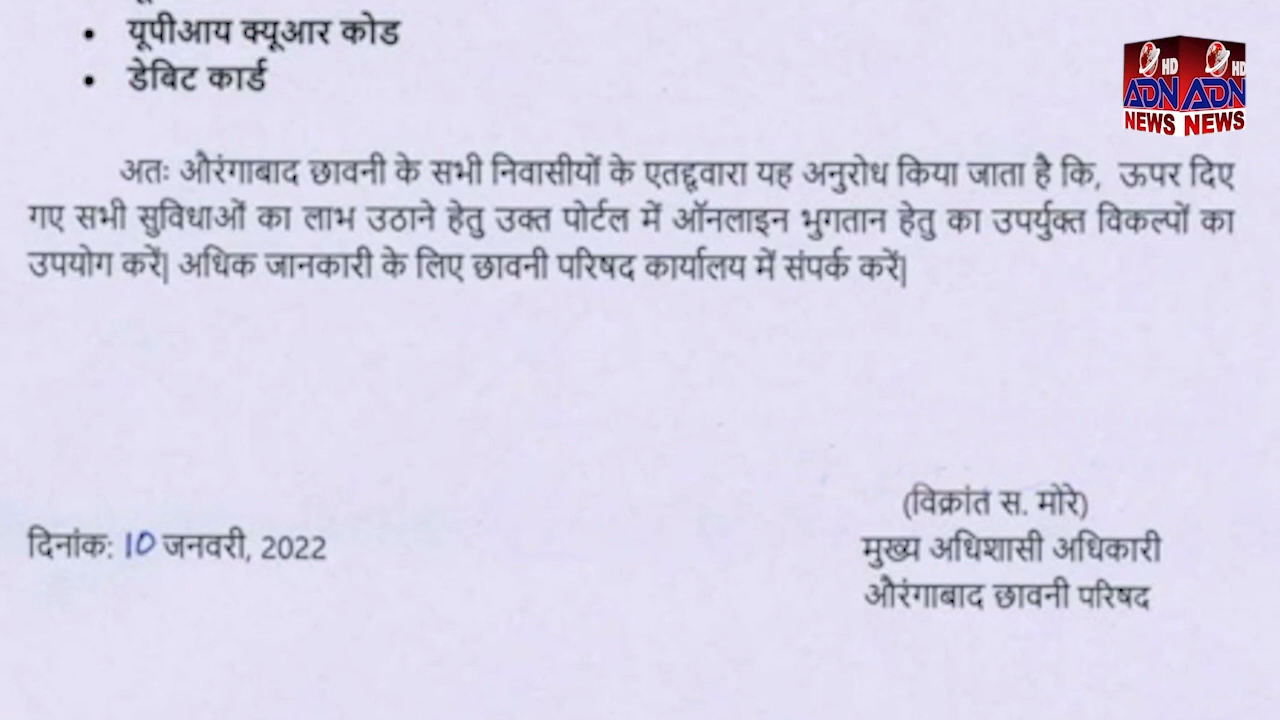 • यूपीआय क्यूआर कोड
• डेबिट कार्ड
अतः औरंगाबाद छावनी के सभी निवासीयों के एतद्द्वारा यह अनुरोध किया जाता है कि, ऊपर दिए
गए सभी सुविधाओं का लाभ उठाने हेतु उक्त पोर्टल में ऑनलाइन भुगतान हेतु का उपर्युक्त विकल्पों का
उपयोग करें| अधिक जानकारी के लिए छावनी परिषद कार्यालय में संपर्क करें|
(विक्रांत स. मोरे)
दिनांक: 10 जनवरी, 2022
मुख्य अधिशासी अधिकारी
औरंगाबाद छावनी परिषद
HD HD
ADN ADN
NEWS NEWS